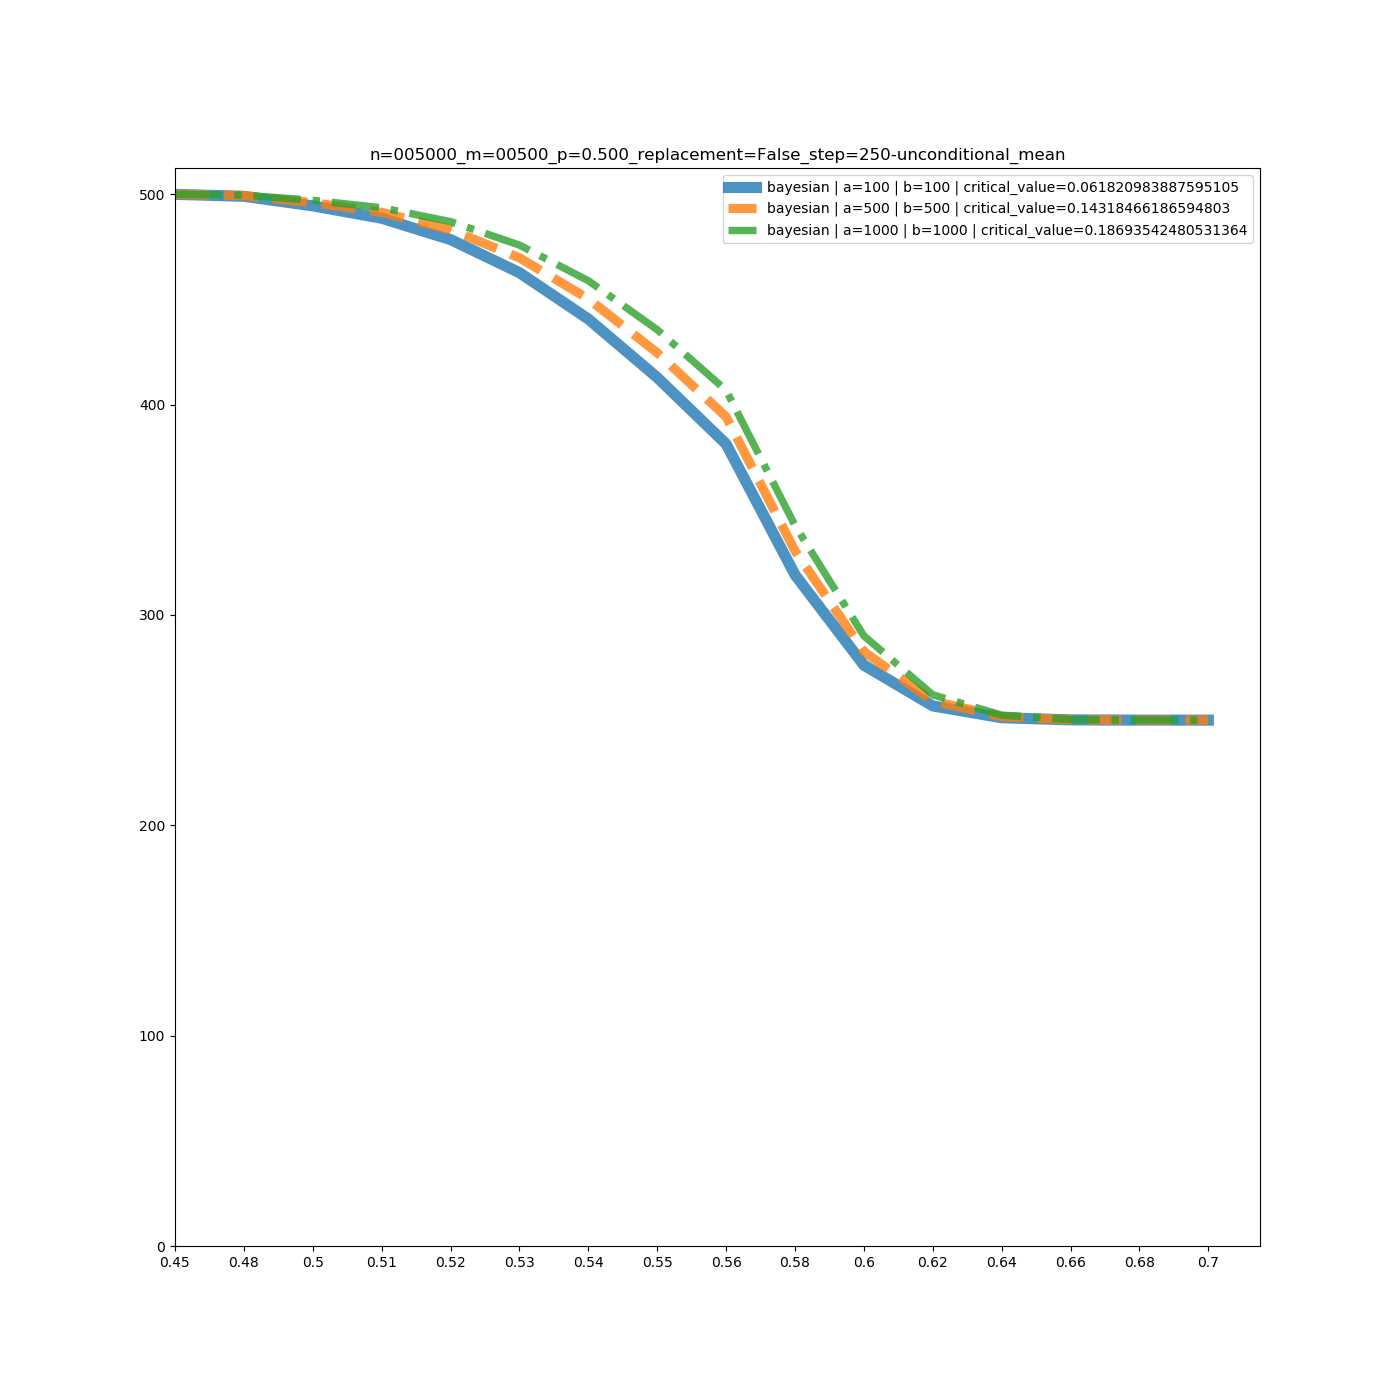 n=005000_m=00500_p=0.500_replacement=False_step=250-unconditional_mean
bayesian | a=100 | b=100 | critical_value=0.061820983887595105
bayesian | a=500 | b=500 | critical_value=0.14318466186594803
bayesian | a=1000 | b=1000 | critical_value=0.18693542480531364
500
400
300
200
100
0
0.45 0.48 0.5 0.51 0.52 0.53 0.54 0.55 0.56 0.58 0.6 0.62 0.64 0.66 0.68 0.7